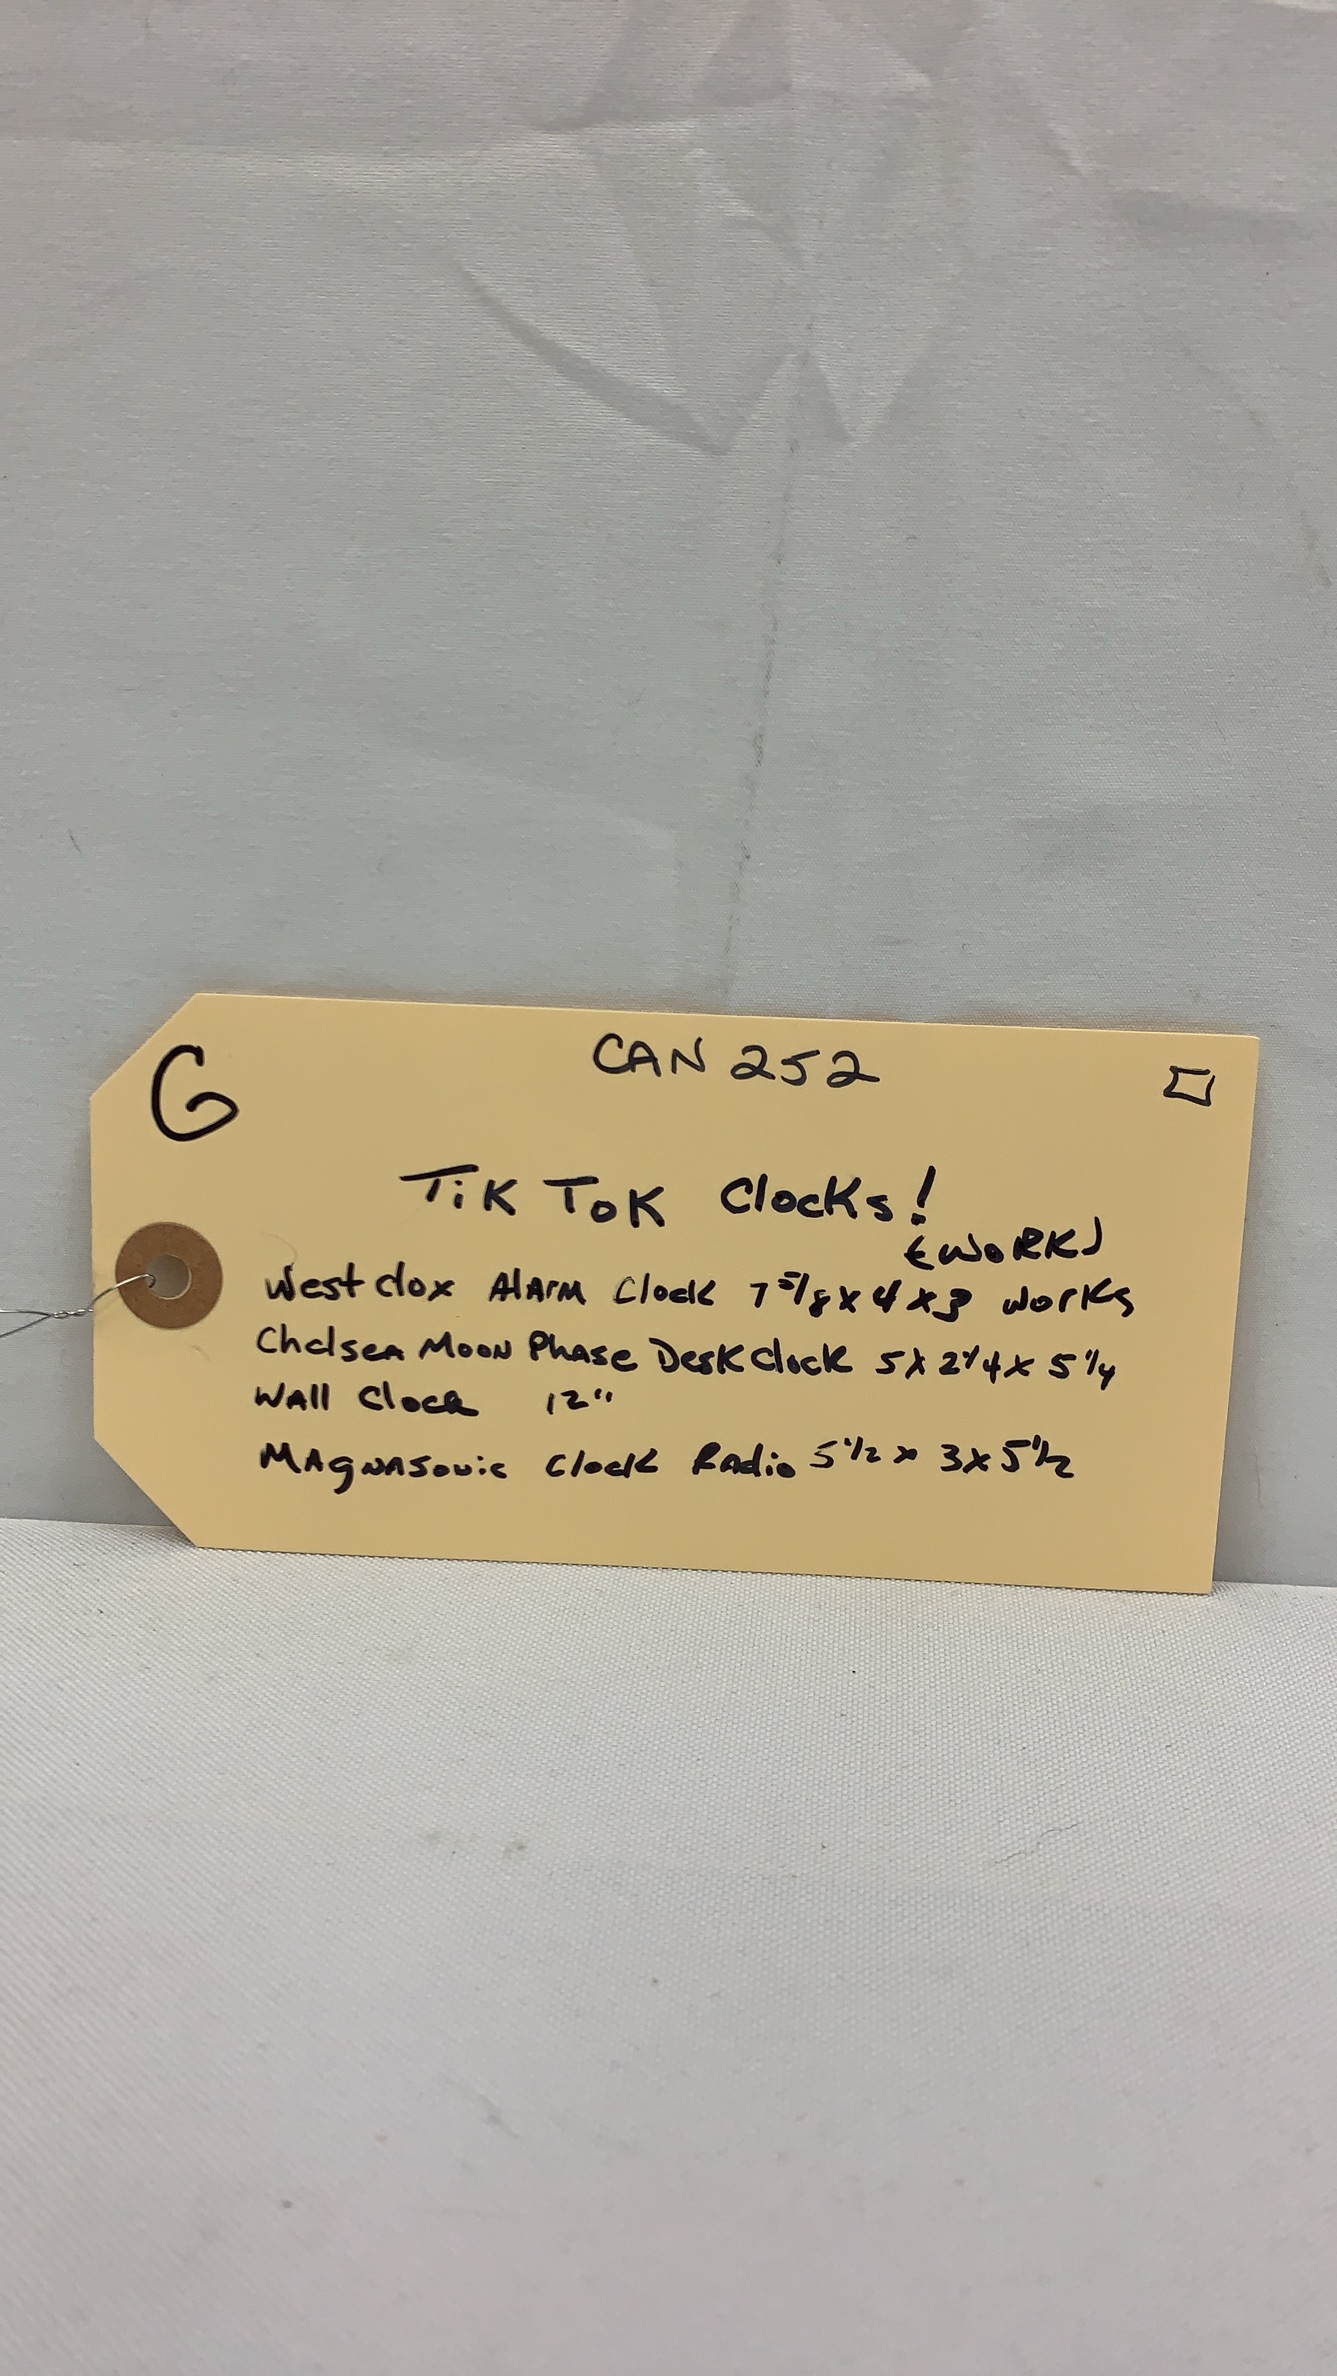 G
CAN 252
TiK ToK Clocks!
(WORK)
Westclox Alarm Clock 7 5/8 x 4 x 3 works
Chelsea Moon Phase Desk Clock 5 x 2 1/4 x 5 1/4
Wall Clock 12"
Magnasonic Clock Radio 5 1/2 x 3 x 5 1/2